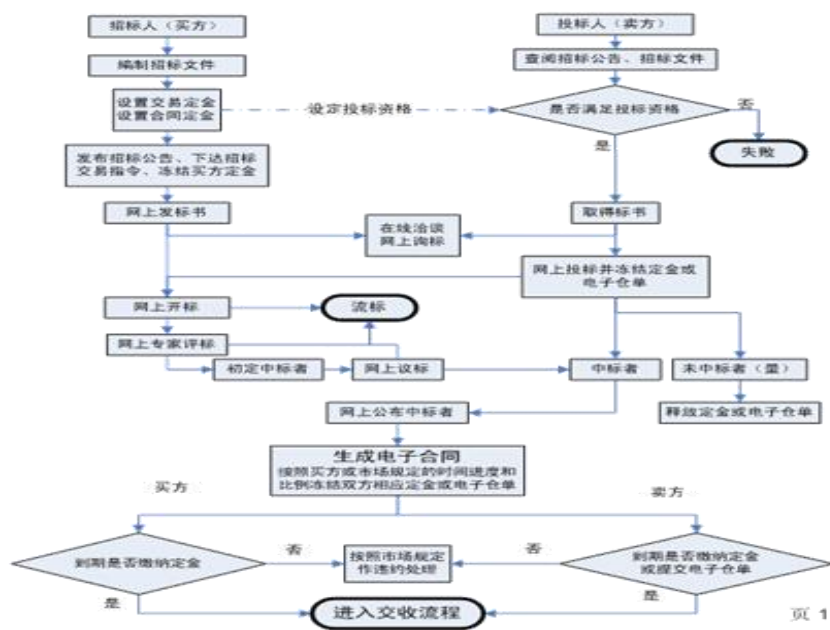 招标人（买方）
投标人（卖方）
编制招标文件
查阅招标公告、招标文件
设置交易定金
设置合同定金
设定投标资格
是否满足投标资格
否
是
失败
发布招标公告、下达招标
交易指令、冻结买方定金
网上发标书
取得标书
在线洽谈
网上询标
网上投标并冻结定金或
电子仓单
网上开标
流标
网上专家评标
初定中标者
网上议标
中标者
未中标者（量）
网上公布中标者
释放定金或电子仓单
生成电子合同
按照买方或市场规定的时间进度和
比例冻结双方相应定金或电子仓单
买方
卖方
到期是否缴纳定金
否
按照市场规定
作违约处理
否
到期是否缴纳定金
或提交电子仓单
是
是
进入交收流程
页 1